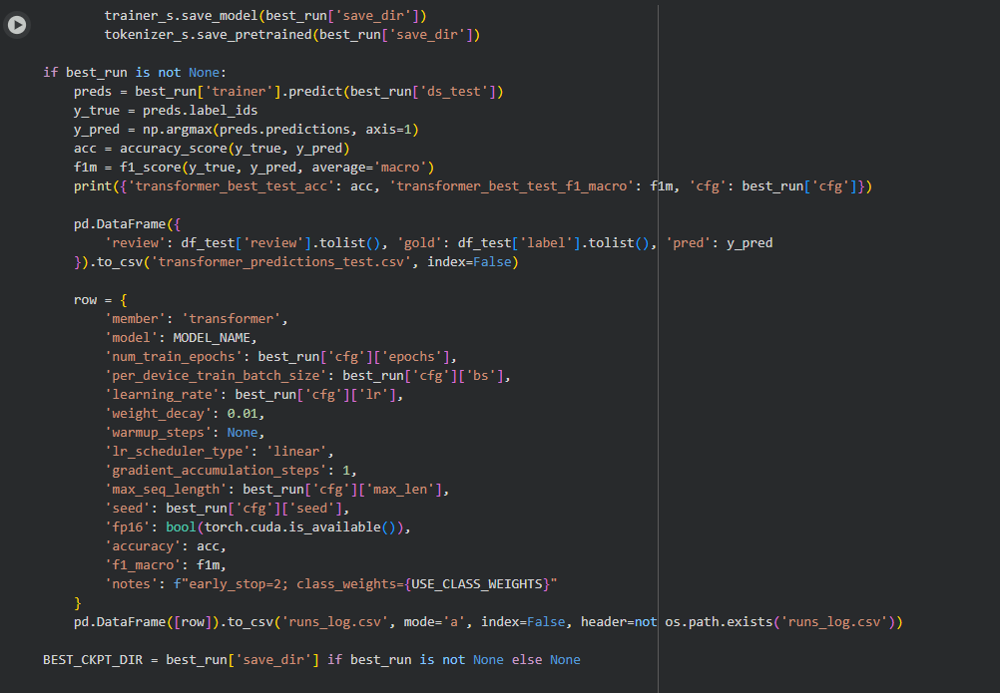 trainer_s.save_model(best_run['save_dir'])
        tokenizer_s.save_pretrained(best_run['save_dir'])

if best_run is not None:
    preds = best_run['trainer'].predict(best_run['ds_test'])
    y_true = preds.label_ids
    y_pred = np.argmax(preds.predictions, axis=1)
    acc = accuracy_score(y_true, y_pred)
    f1m = f1_score(y_true, y_pred, average='macro')
    print({'transformer_best_test_acc': acc, 'transformer_best_test_f1_macro': f1m, 'cfg': best_run['cfg']})

    pd.DataFrame({
        'review': df_test['review'].tolist(), 'gold': df_test['label'].tolist(), 'pred': y_pred
    }).to_csv('transformer_predictions_test.csv', index=False)

    row = {
        'member': 'transformer',
        'model': MODEL_NAME,
        'num_train_epochs': best_run['cfg']['epochs'],
        'per_device_train_batch_size': best_run['cfg']['bs'],
        'learning_rate': best_run['cfg']['lr'],
        'weight_decay': 0.01,
        'warmup_steps': None,
        'lr_scheduler_type': 'linear',
        'gradient_accumulation_steps': 1,
        'max_seq_length': best_run['cfg']['max_len'],
        'seed': best_run['cfg']['seed'],
        'fp16': bool(torch.cuda.is_available()),
        'accuracy': acc,
        'f1_macro': f1m,
        'notes': f"early_stop=2; class_weights={USE_CLASS_WEIGHTS}"
    }
    pd.DataFrame([row]).to_csv('runs_log.csv', mode='a', index=False, header=not os.path.exists('runs_log.csv'))

BEST_CKPT_DIR = best_run['save_dir'] if best_run is not None else None